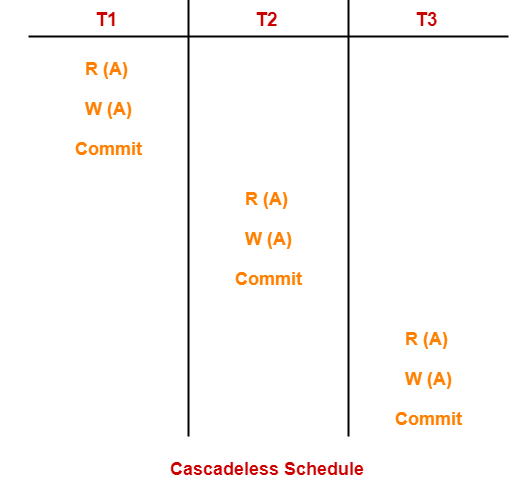 T1 T2 T3
R (A)
W (A)
Commit
R (A)
W (A)
Commit
R (A)
W (A)
Commit
Cascadeless Schedule